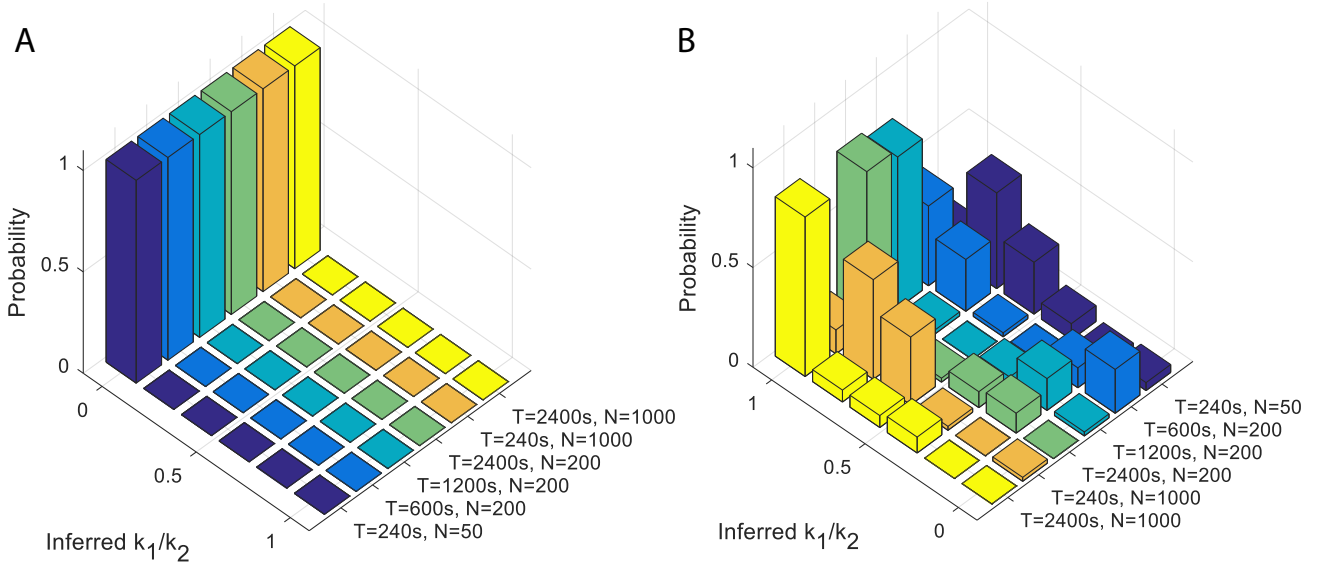 A
Probability
1
0.5
0
0
0.5
1
Inferred k1/k2
T=2400s, N=1000
T=240s, N=1000
T=2400s, N=200
T=1200s, N=200
T=600s, N=200
T=240s, N=50
B
Probability
1
0.5
0
1
0.5
0
Inferred k1/k2
T=240s, N=50
T=600s, N=200
T=1200s, N=200
T=2400s, N=200
T=240s, N=1000
T=2400s, N=1000